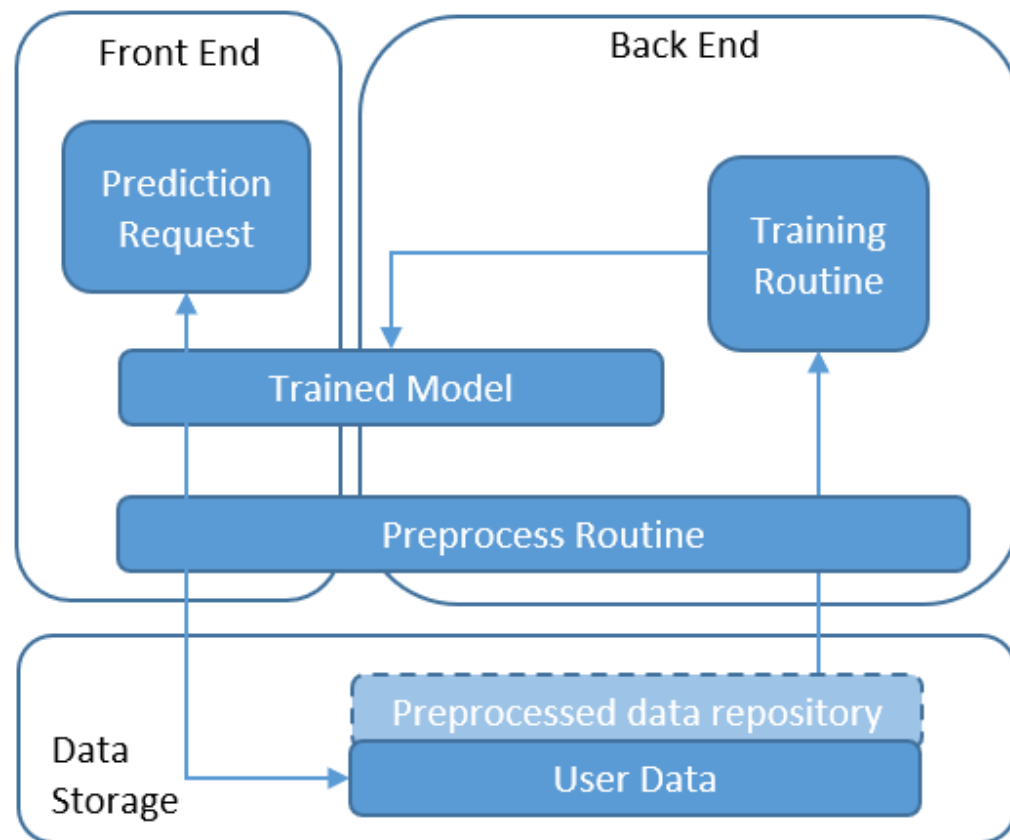 Front End
Back End
Prediction
Request
Training
Routine
Trained Model
Preprocess Routine
Preprocessed data repository
User Data
Data
Storage